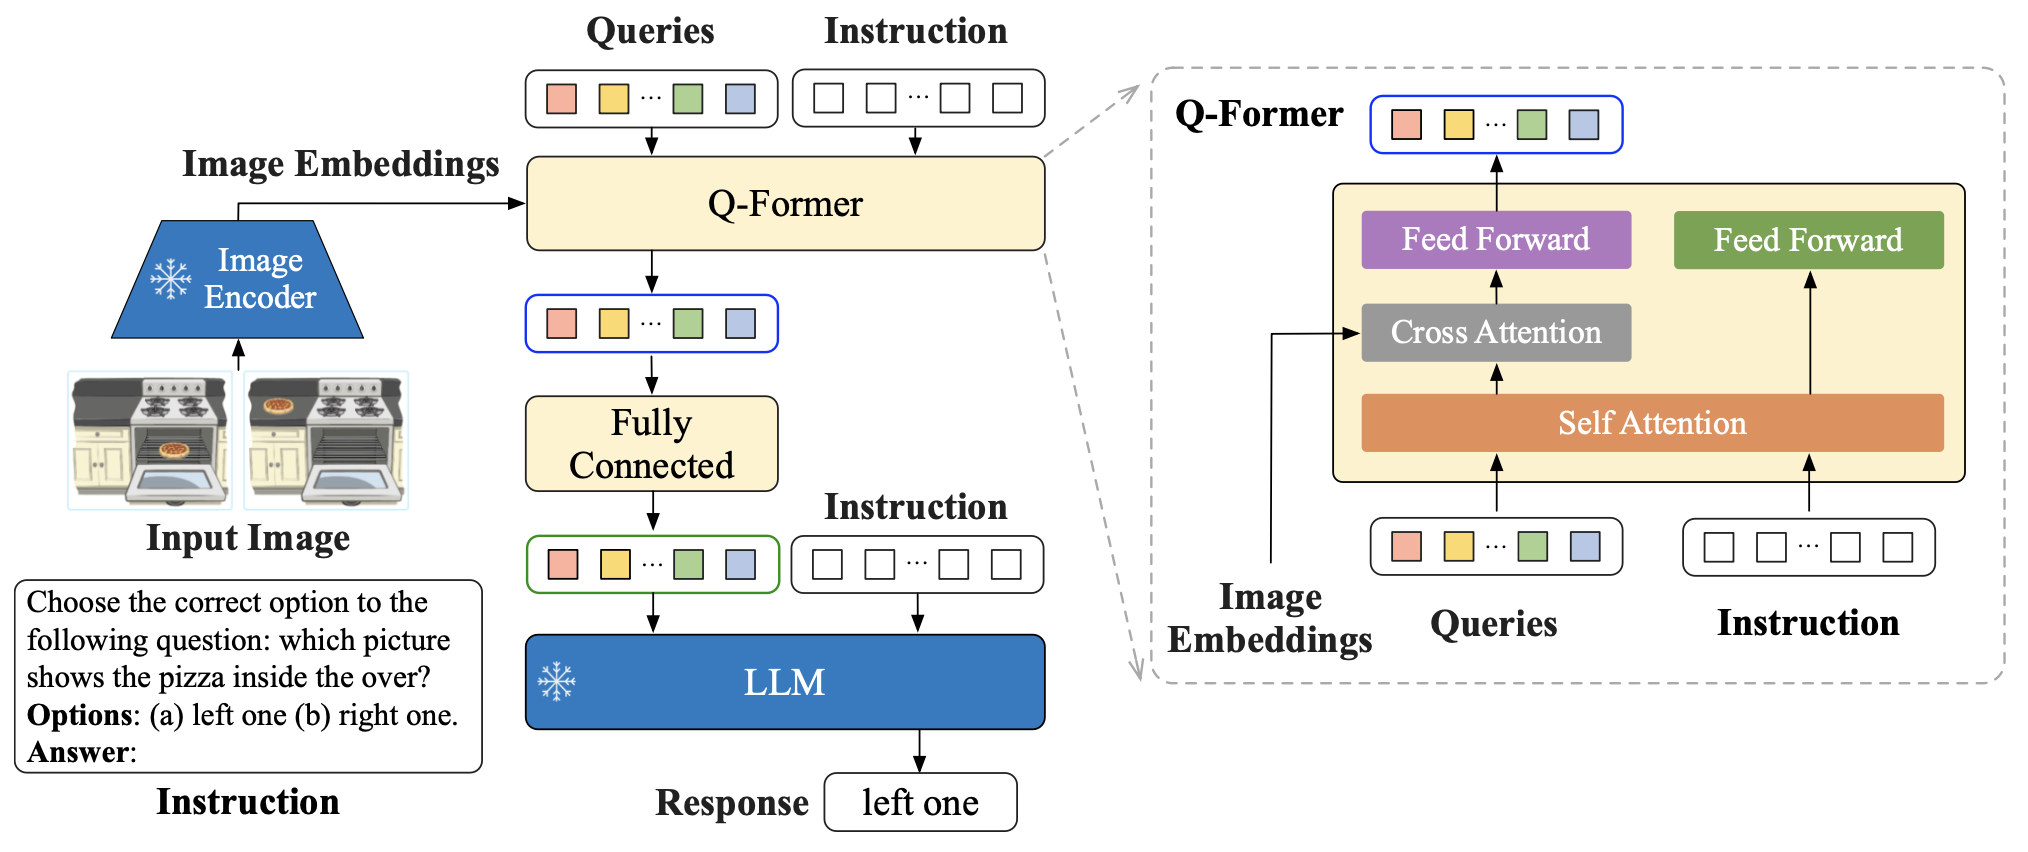 Queries
Instruction
Image Embeddings
Q-Former
Image
Encoder
Fully
Connected
Input Image
Instruction
Choose the correct option to the
following question: which picture
shows the pizza inside the over?
Options: (a) left one (b) right one.
Answer:
Instruction
LLM
Response
left one
Q-Former
Feed Forward
Feed Forward
Cross Attention
Self Attention
Image
Embeddings
Queries
Instruction